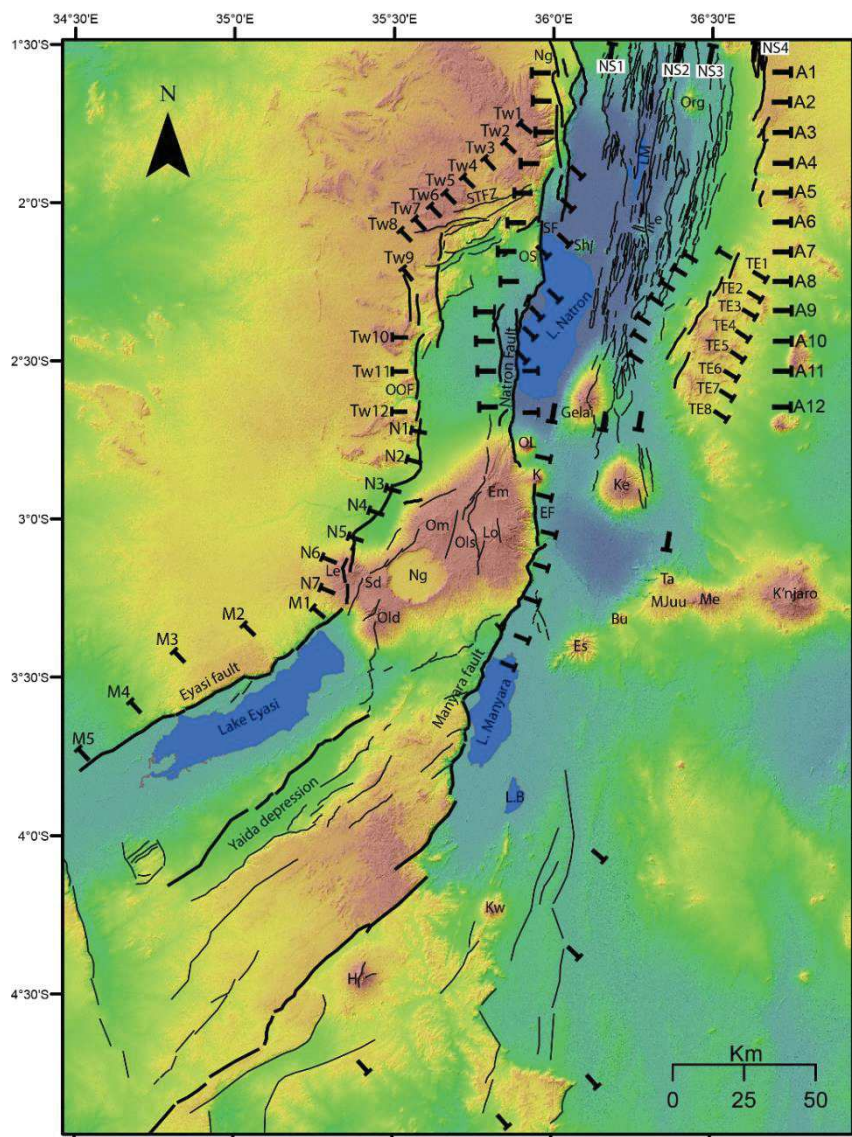 34°30'E 35°0'E 35°30'E 36°0'E 36°30'E
1°30'S
2°0'S
2°30'S
3°0'S
3°30'S
4°0'S
4°30'S
N
Ng
NS1
NS2
NS3
NS4
A1
A2
A3
A4
A5
A6
A7
A8
A9
A10
A11
A12
Org
LM
Le
Tw1
Tw2
Tw3
Tw4
Tw5
Tw6
Tw7
Tw8
Tw9
Tw10
Tw11
Tw12
STFZ
SF
Shi
OS
L. Natron
Natron Fault
OOF
TE1
TE2
TE3
TE4
TE5
TE6
TE7
TE8
Gelai
OL
K
Ke
EF
N1
N2
N3
N4
N5
N6
N7
Em
Om
Ols
Lo
Le
Sd
Ng
Old
M1
M2
M3
M4
M5
Ta
MJuu
Me
K'njaro
Bu
Es
Eyasi fault
Lake Eyasi
Manyara fault
L. Manyara
L.B
Yaida depression
Kw
H
Km
0 25 50